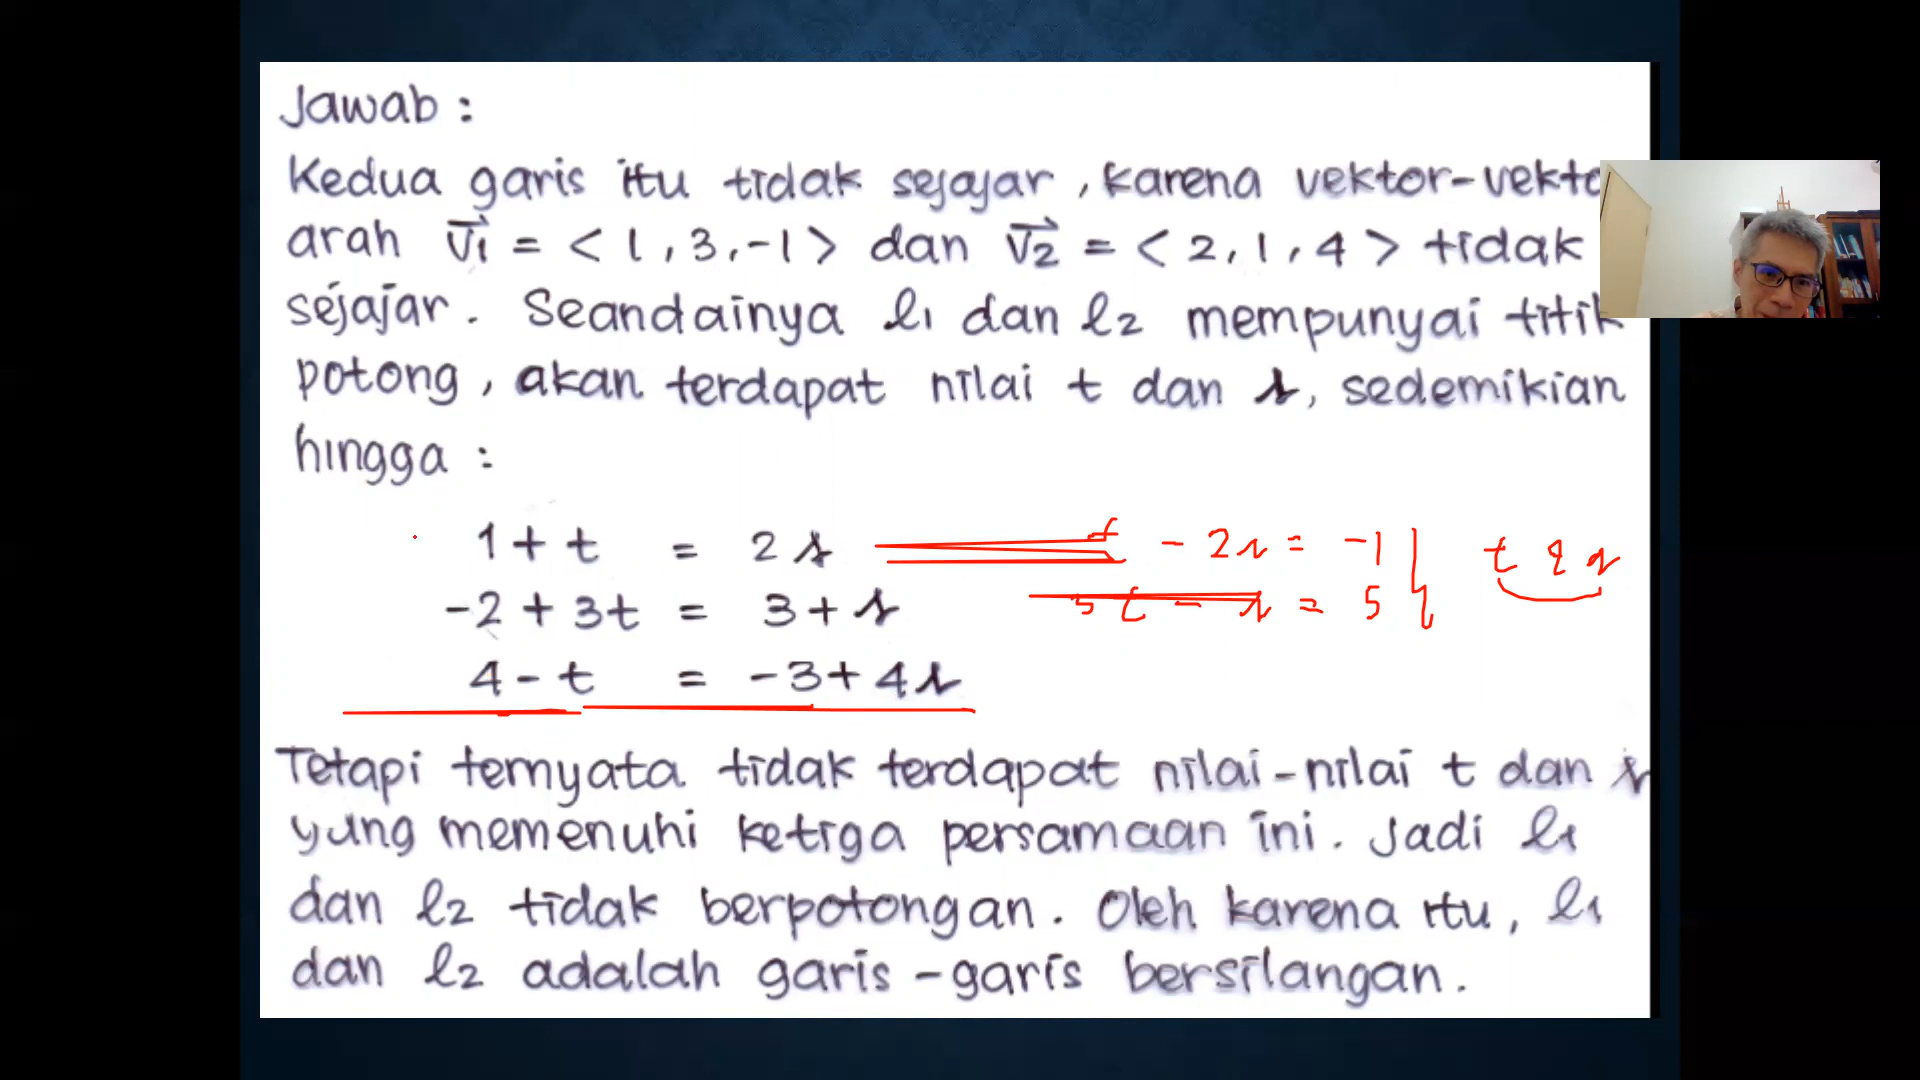 Jawab :
Kedua garis itu tidak sejajar, karena vektor-vekto
arah v1 = < 1, 3, -1 > dan v2 = < 2, 1, 4 > tidak
sejajar. Seandainya l1 dan l2 mempunyai titik
potong, akan terdapat nilai t dan s, sedemikian
hingga :
1 + t = 2s t - 2s = -1 t & s
-2 + 3t = 3 + s 3t - s = 5
4 - t = -3 + 4s
Tetapi ternyata tidak terdapat nilai-nilai t dan s
yang memenuhi ketiga persamaan ini. Jadi l1
dan l2 tidak berpotongan. Oleh karena itu, l1
dan l2 adalah garis-garis bersilangan.